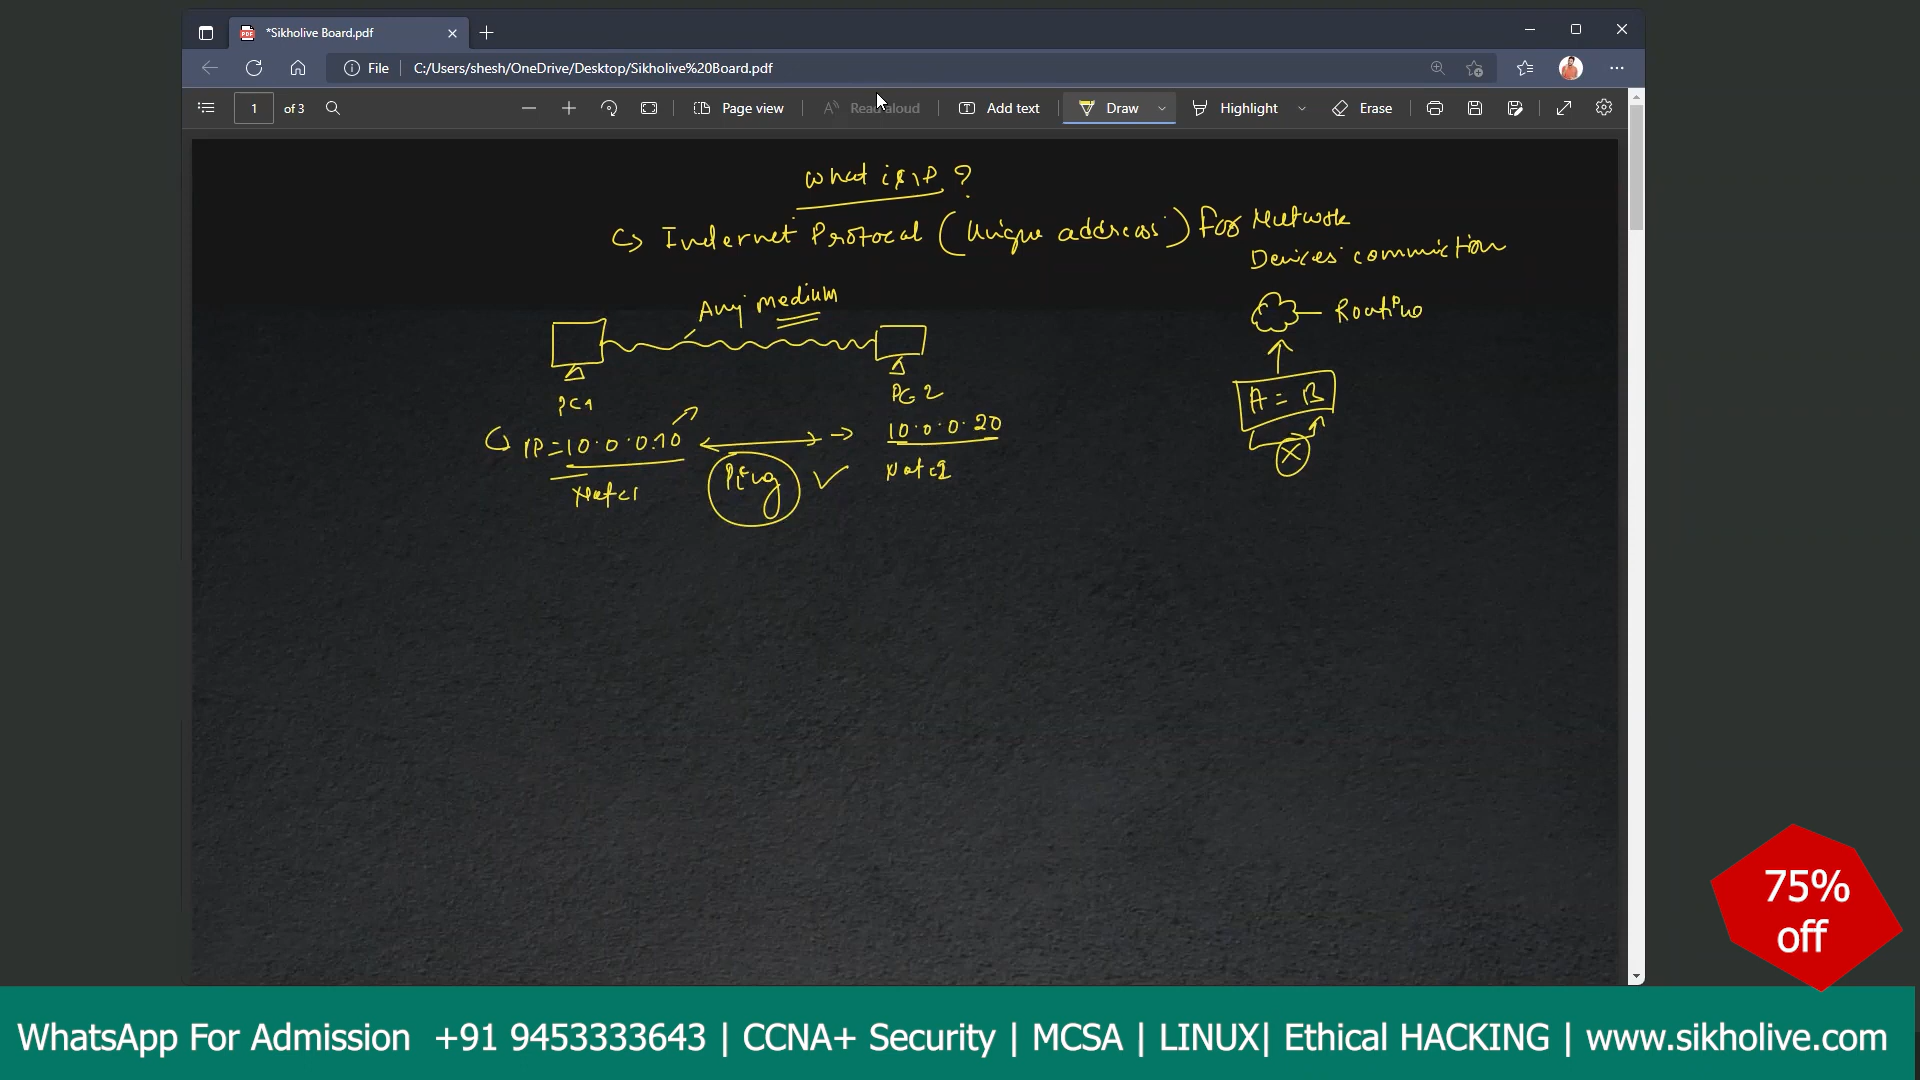 *Sikholive Board.pdf
File C:/Users/shesh/OneDrive/Desktop/Sikholive%20Board.pdf
1 of 3 Page view Read aloud Add text Draw Highlight Erase
What is IP ?
Internet Protocal (Unique address) For Network
Devices commniction
Any medium
Routing
PC1
PC 2
A = B
IP=10.0.0.10
10.0.0.20
X
Ping
75%
off
WhatsApp For Admission +91 9453333643 | CCNA+ Security | MCSA | LINUX| Ethical HACKING | www.sikholive.com